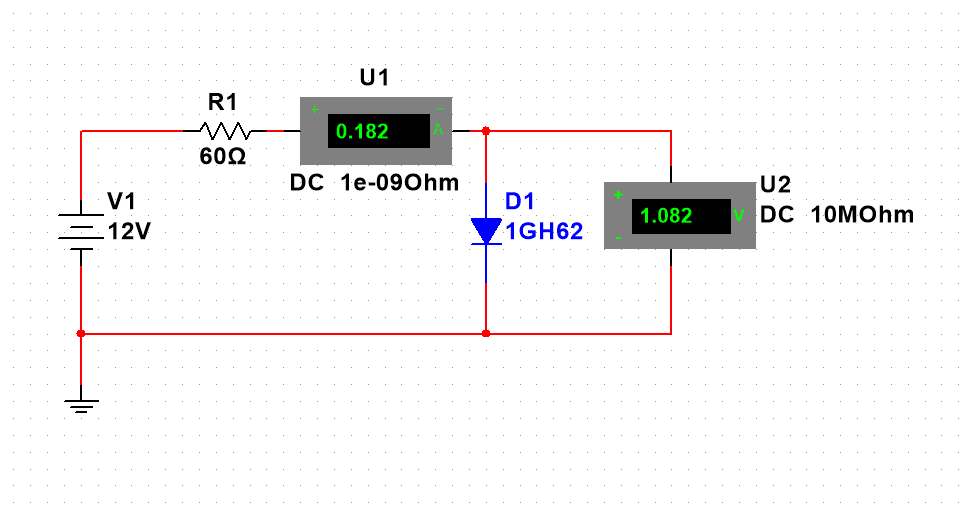 U1
R1
+ −
0.182 A
60Ω
DC 1e-09Ohm
V1
12V
D1
1GH62
U2
+
1.082 V
-
DC 10MOhm